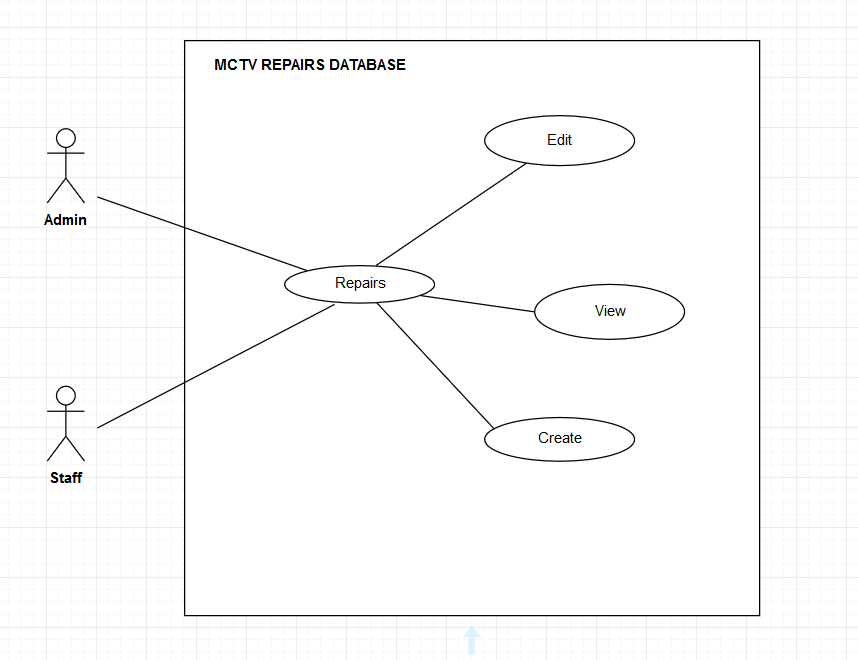 MCTV REPAIRS DATABASE
Edit
Admin
Repairs
View
Create
Staff